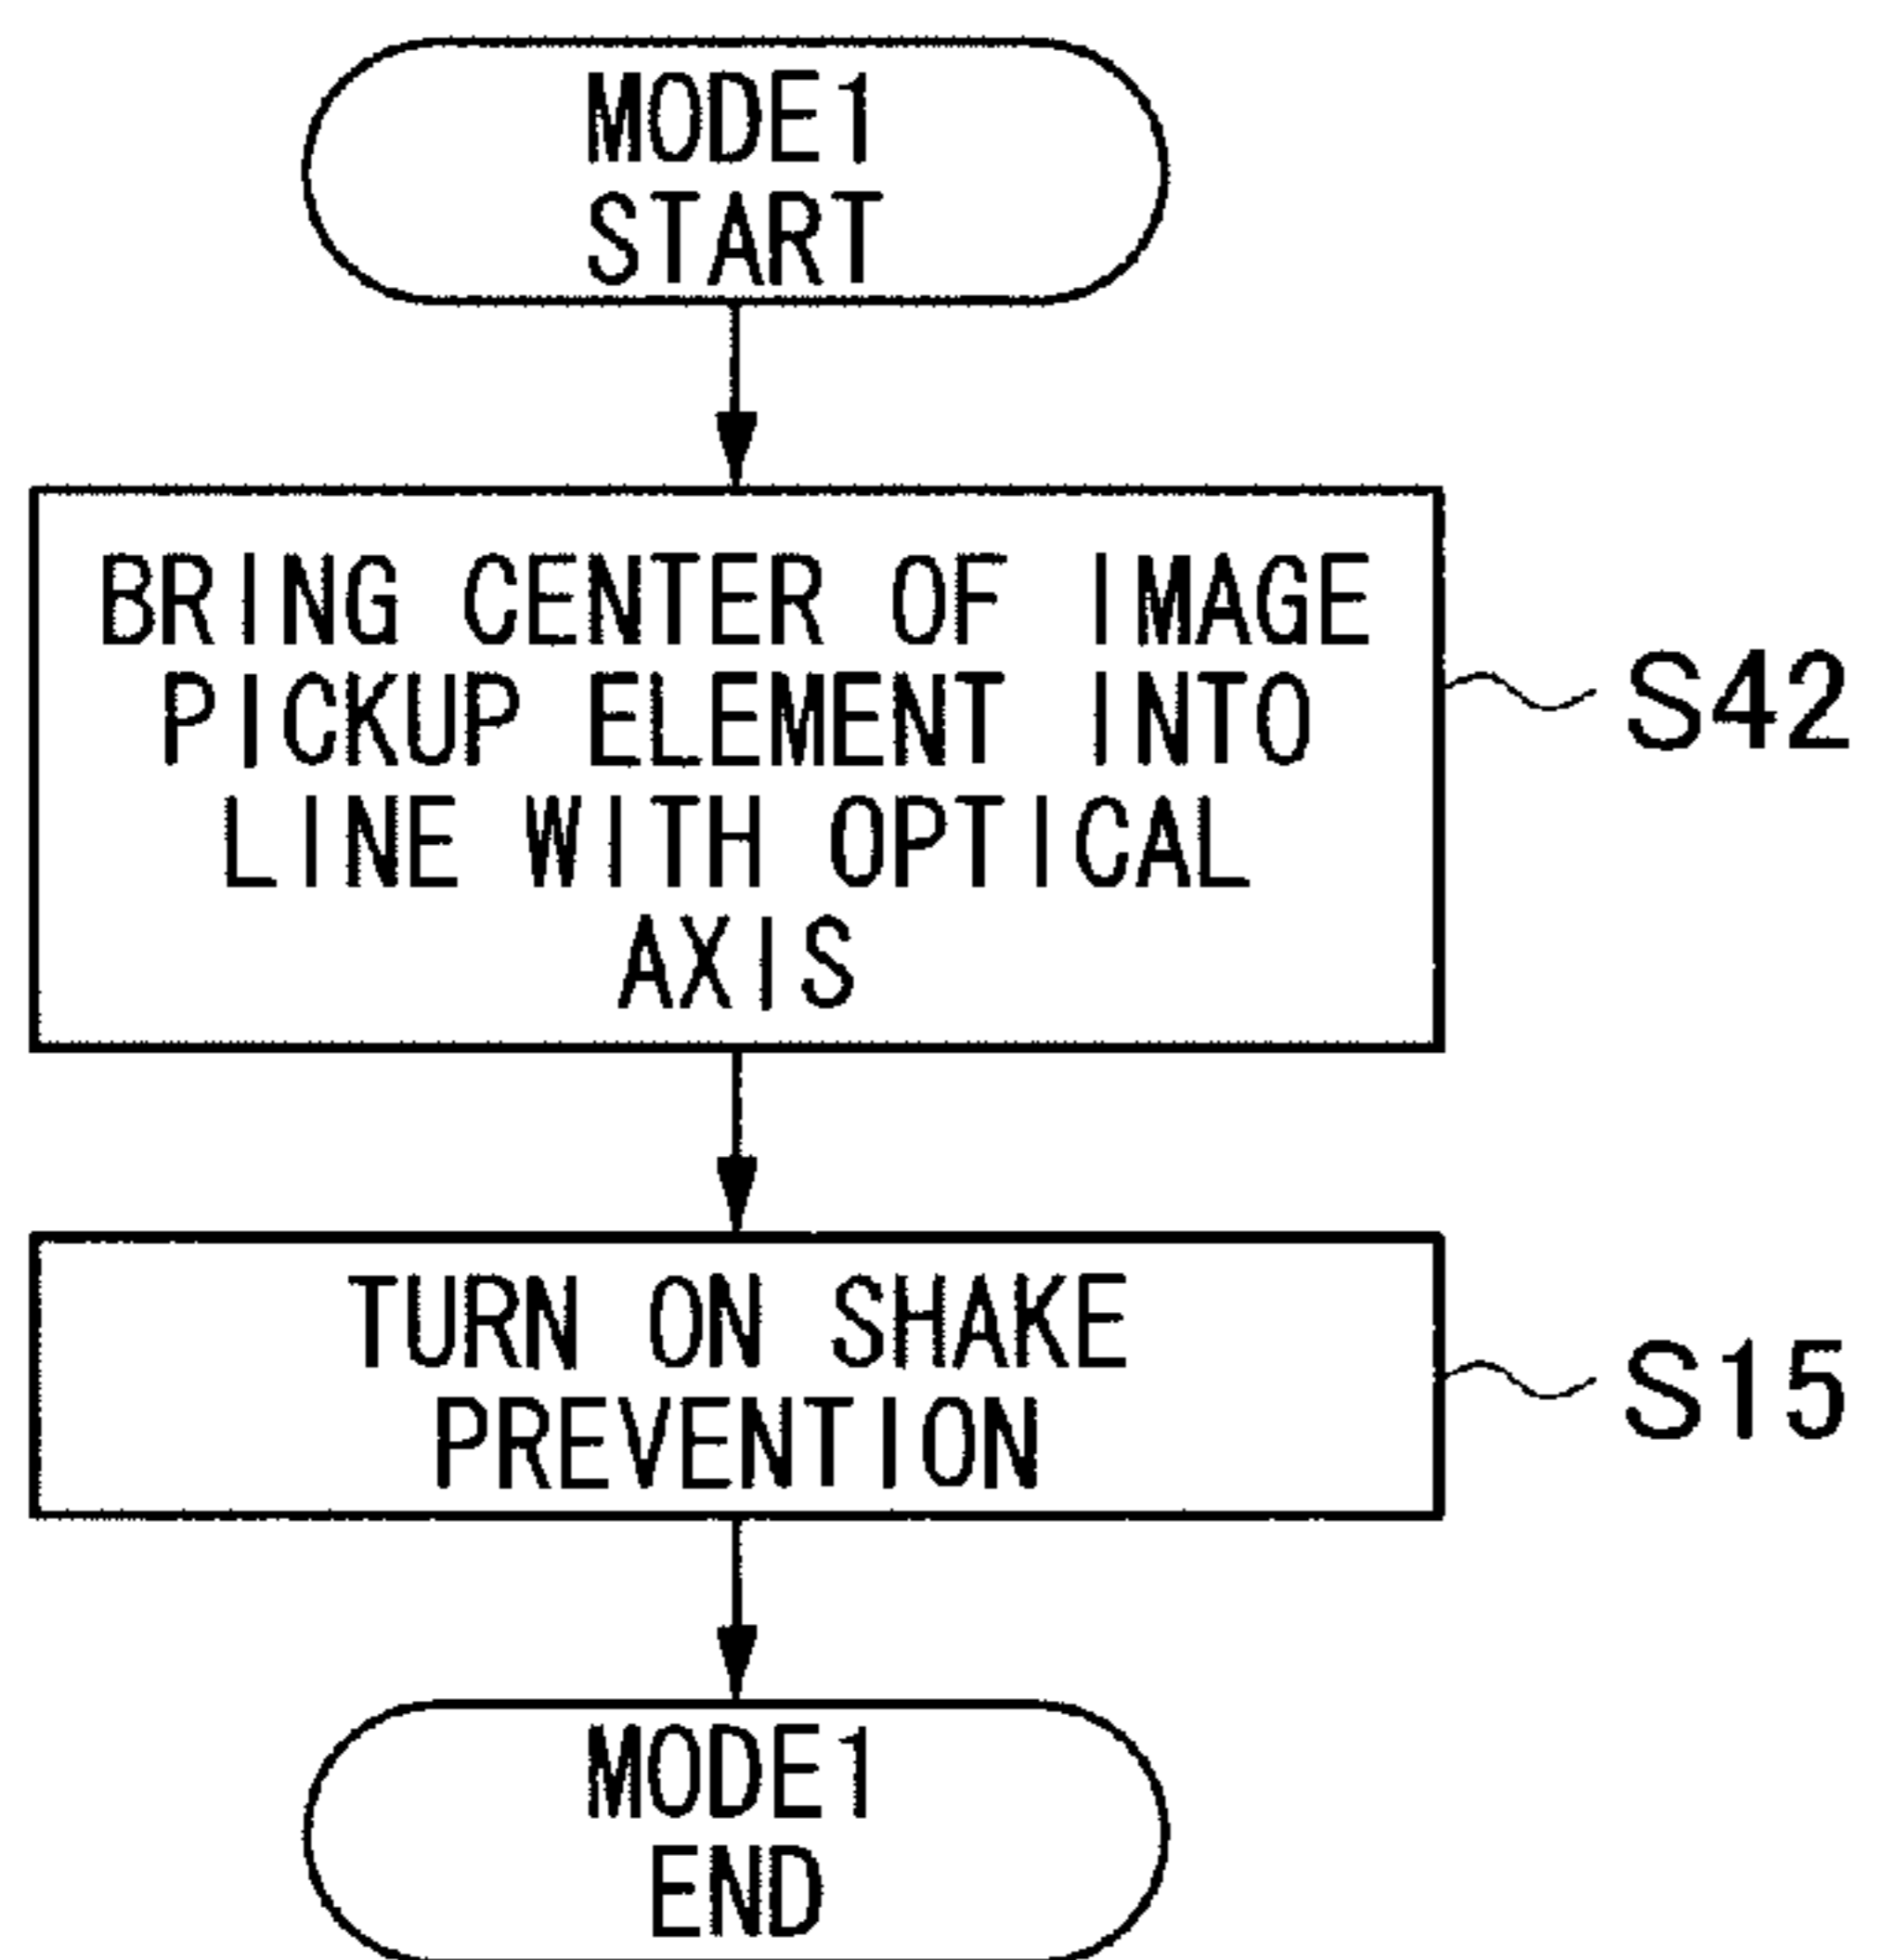 MODE1
START
BRING CENTER OF IMAGE
PICKUP ELEMENT INTO
LINE WITH OPTICAL
AXIS
S42
TURN ON SHAKE
PREVENTION
S15
MODE1
END